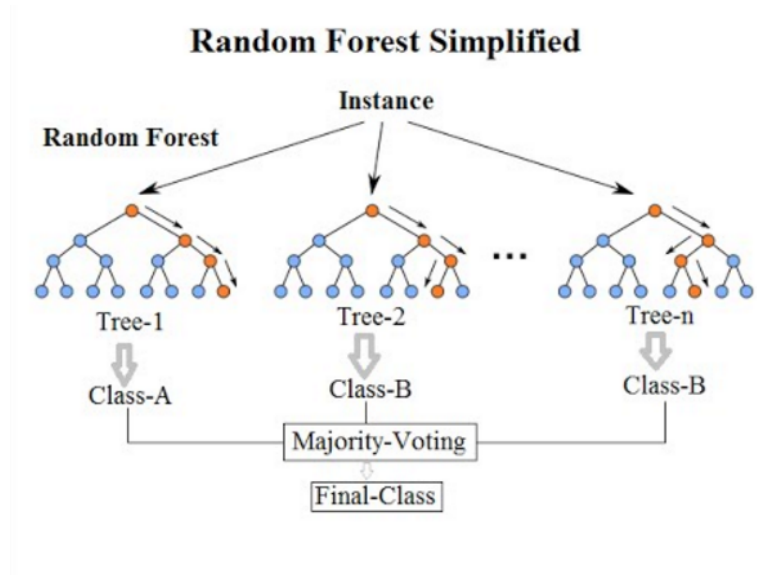 Random Forest Simplified
Instance
Random Forest
...
Tree-1
Tree-2
Tree-n
Class-A
Class-B
Class-B
Majority-Voting
Final-Class